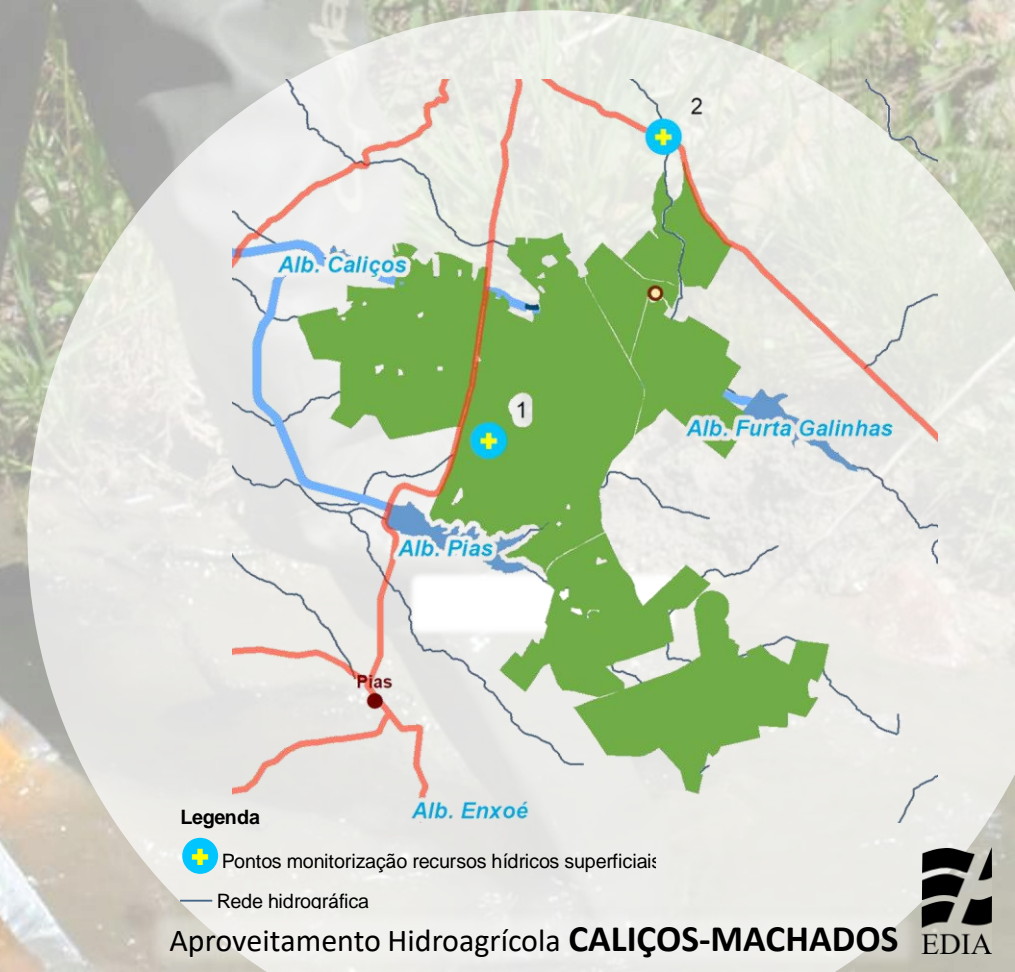 2
Alb. Caliços
1
Alb. Furta Galinhas
Alb. Pias
Pias
Alb. Enxoé
Legenda
Pontos monitorização recursos hídricos superficiais
Rede hidrográfica
Aproveitamento Hidroagrícola CALIÇOS-MACHADOS
EDIA